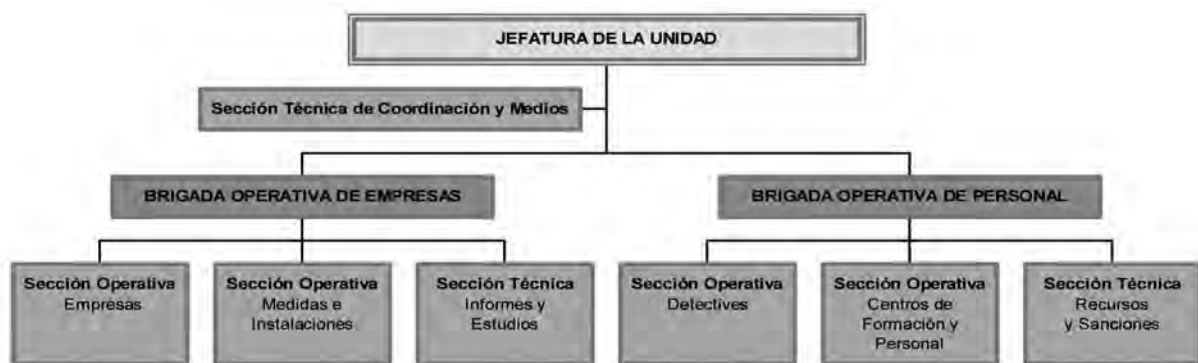 JEFATURA DE LA UNIDAD
Sección Técnica de Coordinación y Medios
BRIGADA OPERATIVA DE EMPRESAS
BRIGADA OPERATIVA DE PERSONAL
Sección Operativa
Empresas
Sección Operativa
Medidas e
Instalaciones
Sección Técnica
Informes y
Estudios
Sección Operativa
Detectives
Sección Operativa
Centros de
Formación y
Personal
Sección Técnica
Recursos
y Sanciones